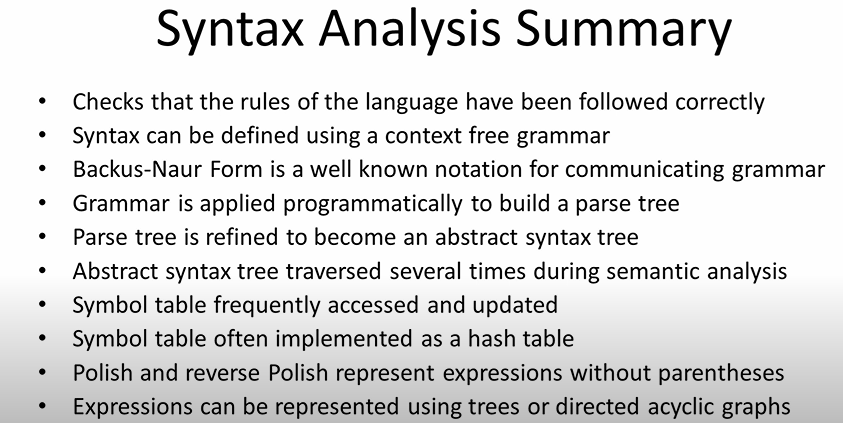 Syntax Analysis Summary
• Checks that the rules of the language have been followed correctly
• Syntax can be defined using a context free grammar
• Backus-Naur Form is a well known notation for communicating grammar
• Grammar is applied programmatically to build a parse tree
• Parse tree is refined to become an abstract syntax tree
• Abstract syntax tree traversed several times during semantic analysis
• Symbol table frequently accessed and updated
• Symbol table often implemented as a hash table
• Polish and reverse Polish represent expressions without parentheses
• Expressions can be represented using trees or directed acyclic graphs